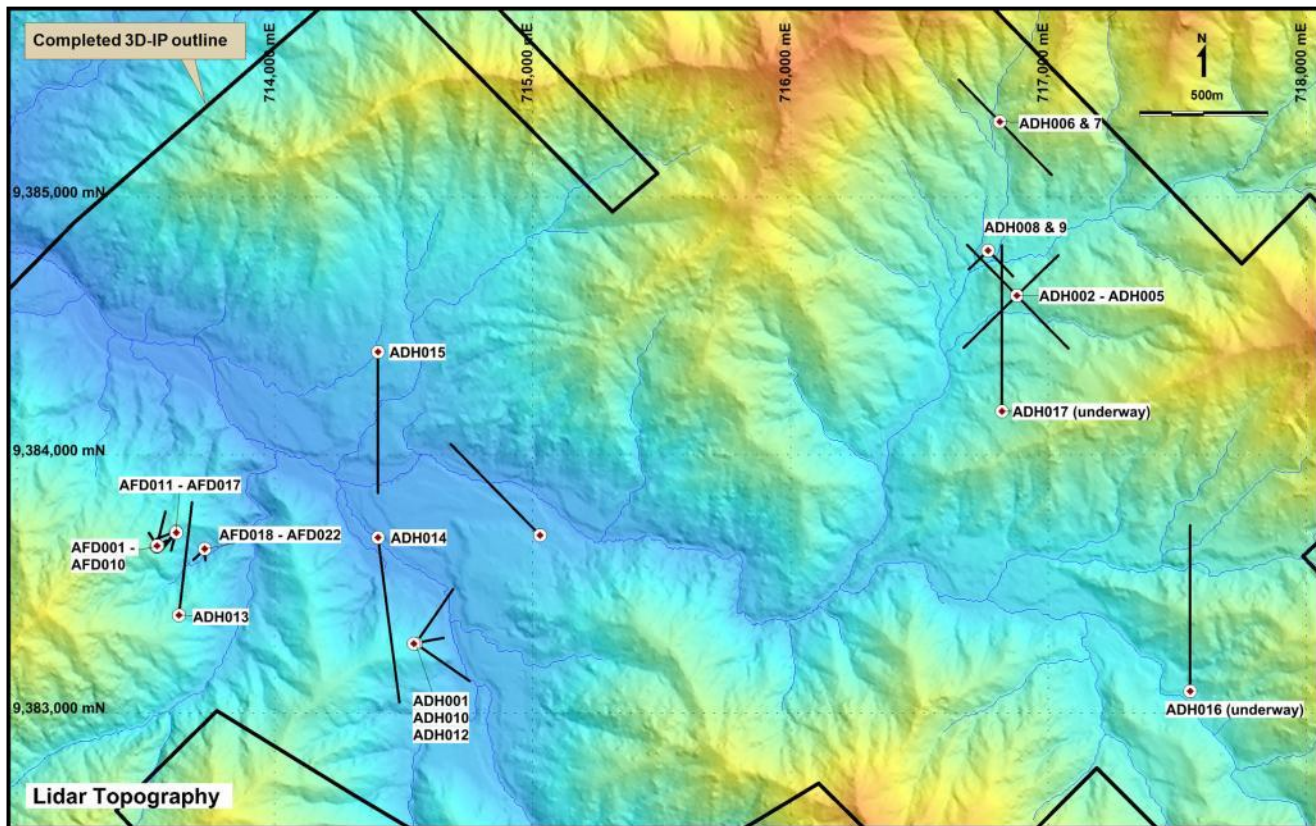 Completed 3D-IP outline
714,000 mE
715,000 mE
716,000 mE
717,000 mE
718,000 mE
N
500m
ADH006 & 7
9,385,000 mN
ADH008 & 9
ADH002 - ADH005
ADH015
ADH017 (underway)
9,384,000 mN
AFD011 - AFD017
AFD018 - AFD022
ADH014
AFD001 -
AFD010
ADH013
ADH001
ADH010
ADH012
9,383,000 mN
ADH016 (underway)
Lidar Topography